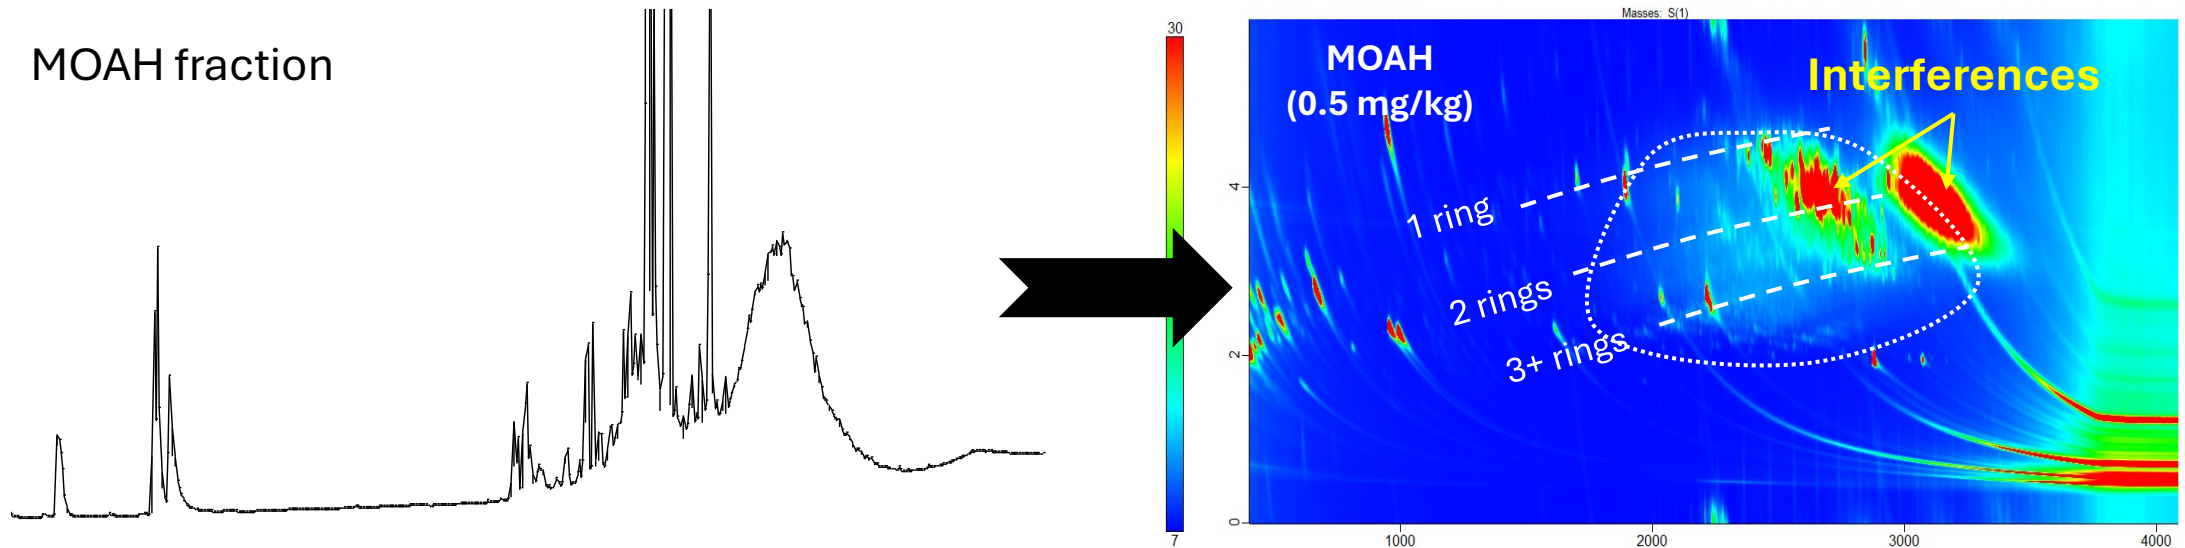 MOAH fraction
30
7
Masses: S(1)
MOAH
(0.5 mg/kg)
Interferences
1 ring
2 rings
3+ rings
4
2
0
1000
2000
3000
4000